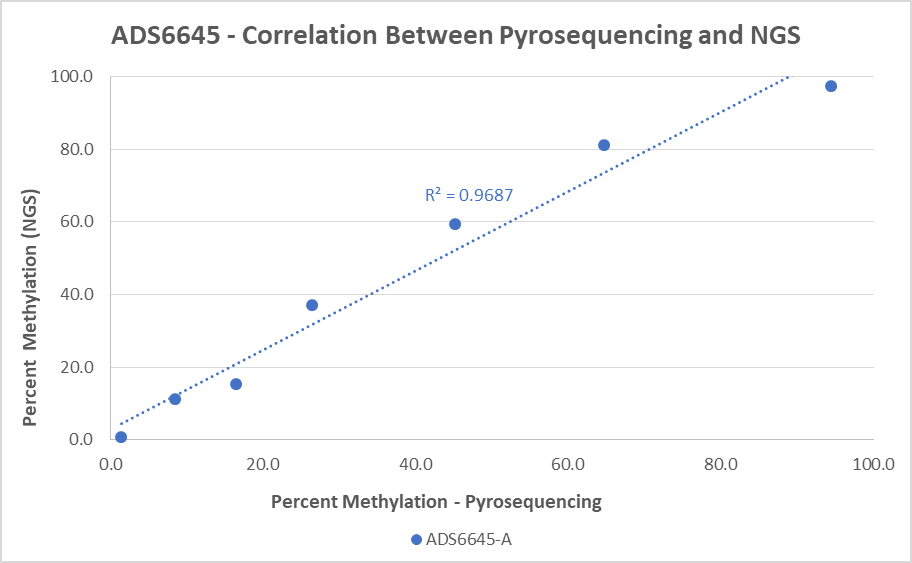 ADS6645 - Correlation Between Pyrosequencing and NGS
100.0
80.0
60.0
40.0
20.0
0.0
Percent Methylation (NGS)
R² = 0.9687
0.0 20.0 40.0 60.0 80.0 100.0
Percent Methylation - Pyrosequencing
ADS6645-A